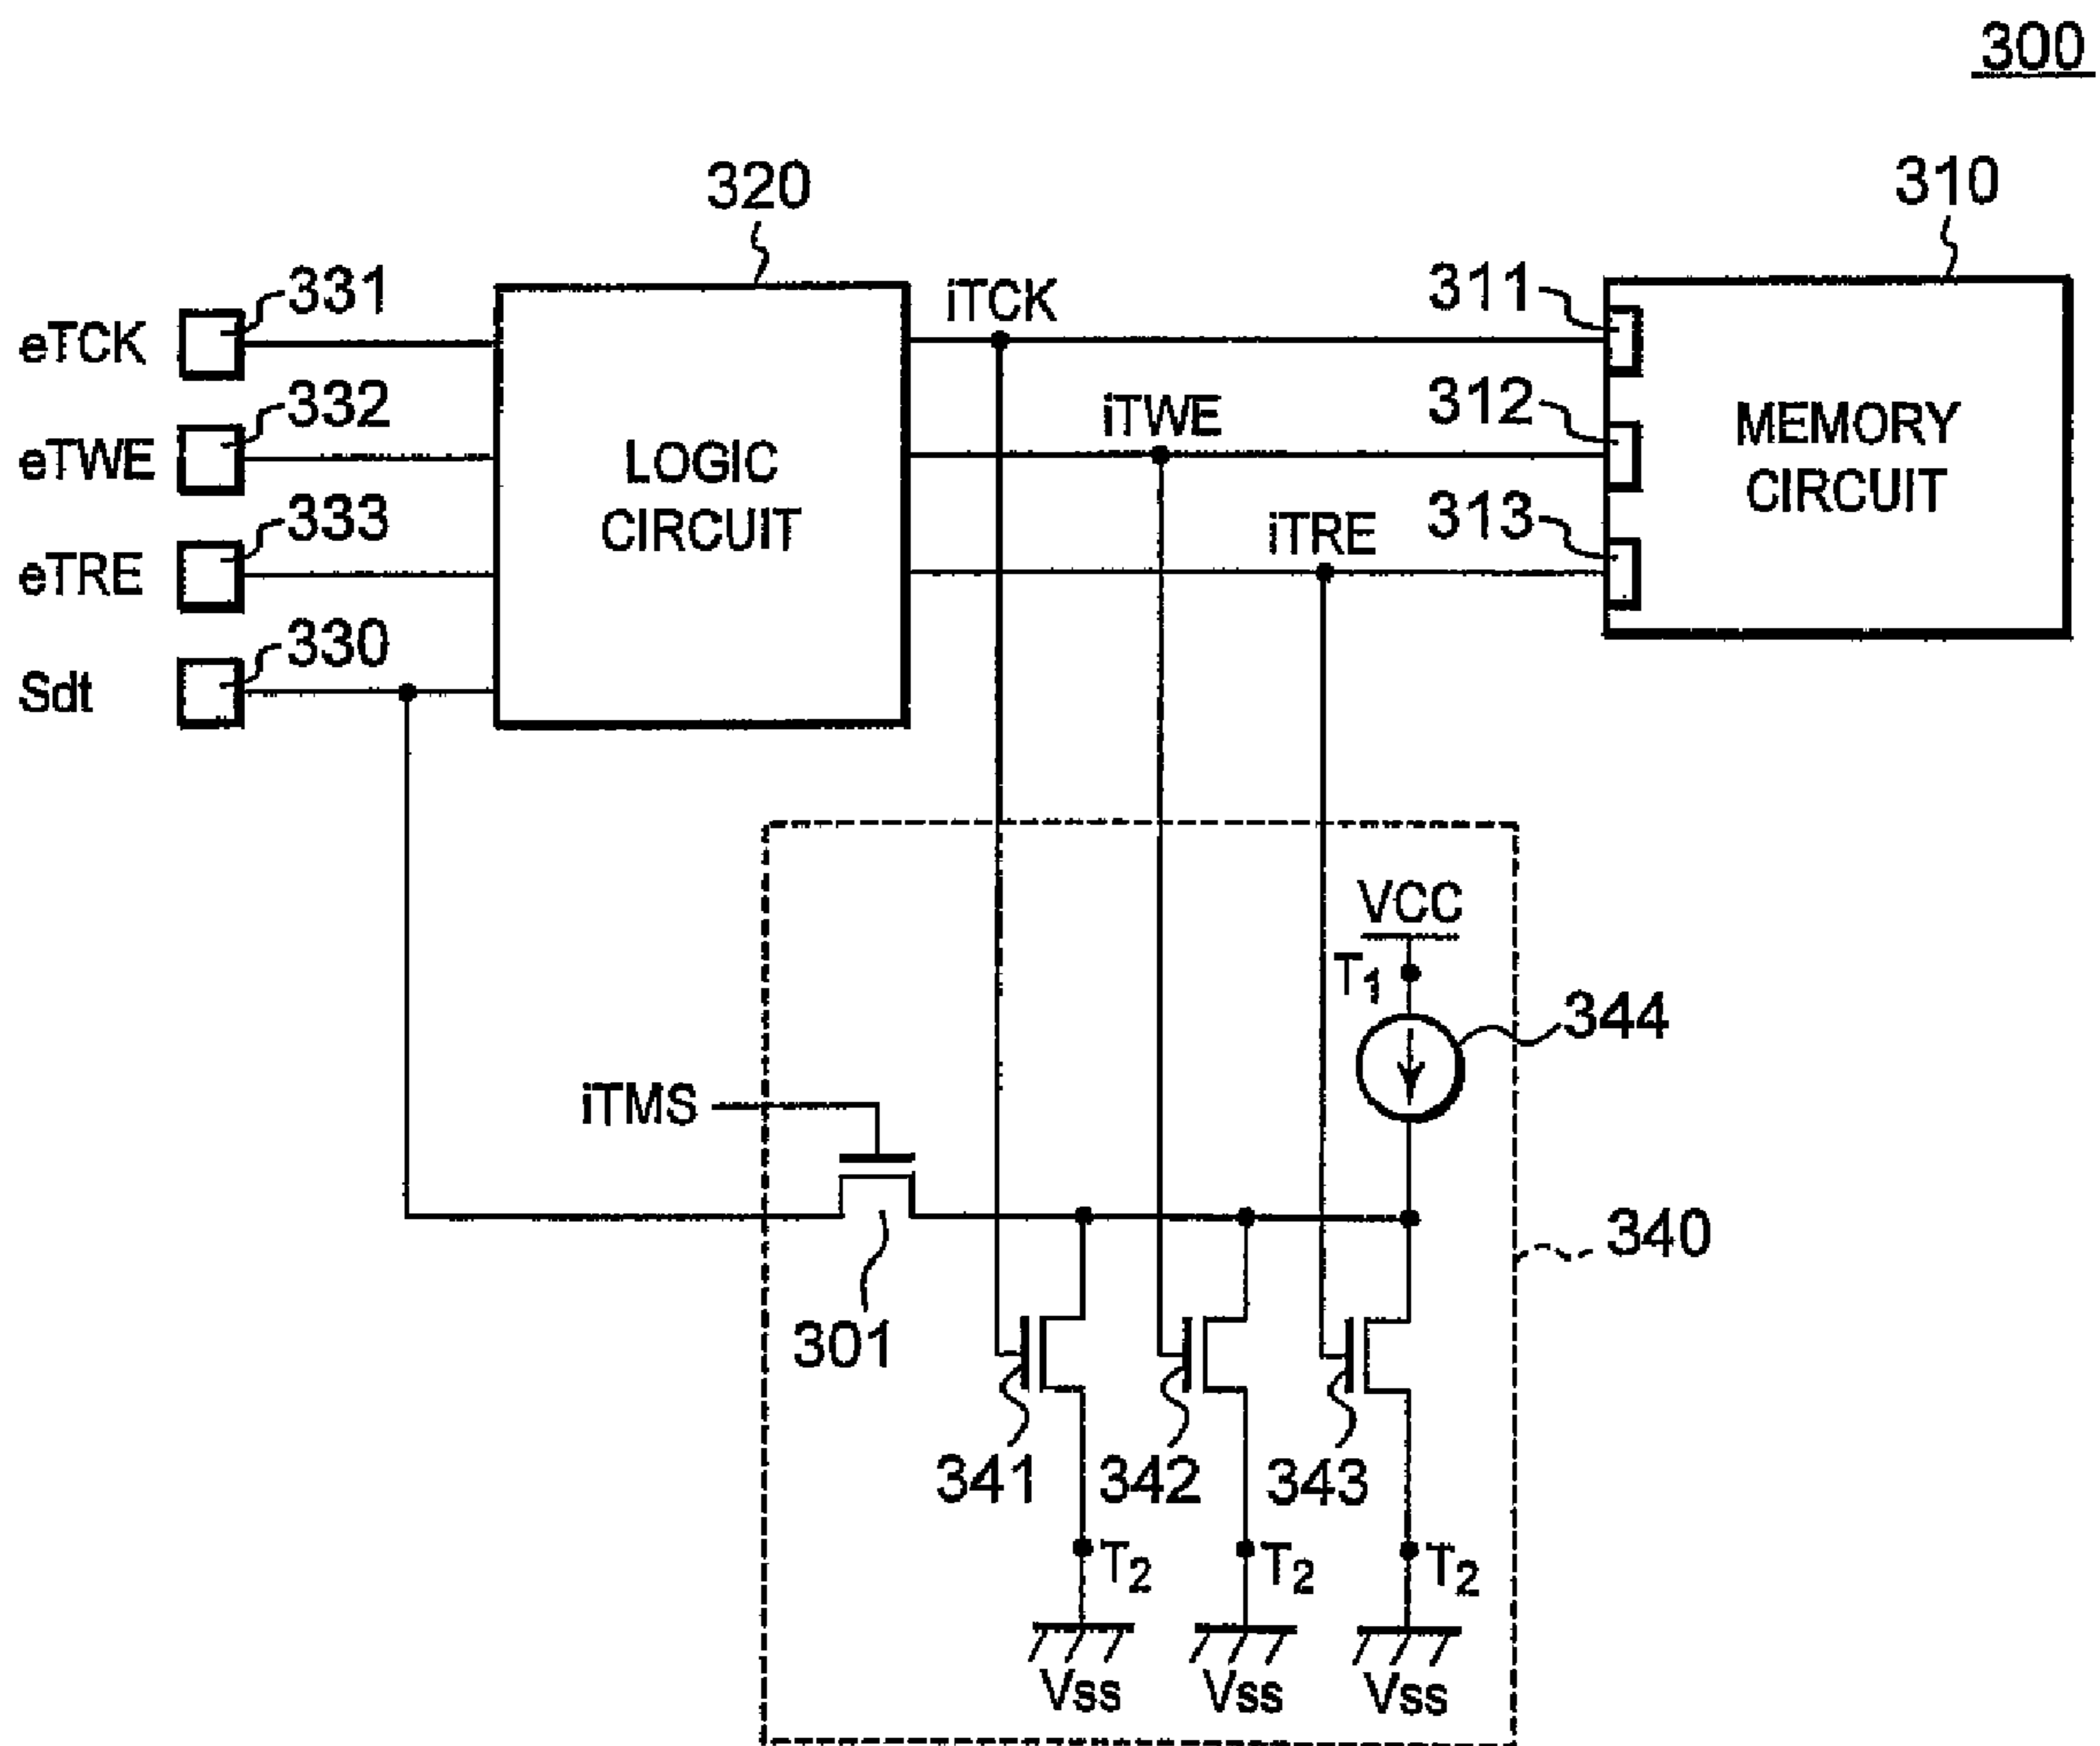 300
320
310
eTCK
331
iTCK
311
eTWE
332
iTWE
312
eTRE
333
iTRE
313
Sdt
330
LOGIC
CIRCUIT
MEMORY
CIRCUIT
VCC
T1
344
iTMS
301
340
341
342
343
T2
T2
T2
Vss
Vss
Vss